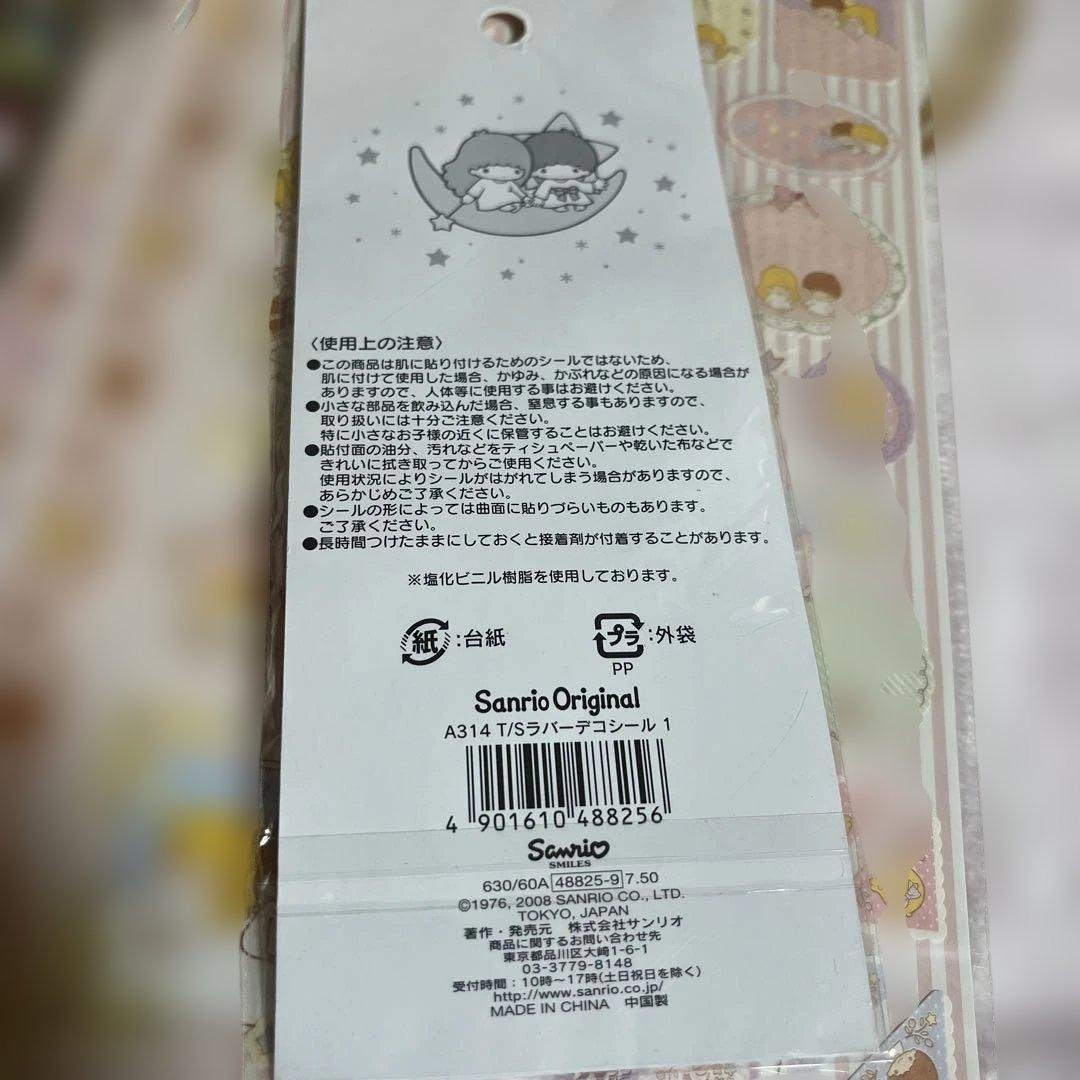 〈使用上の注意〉
●この商品は肌に貼り付けるためのシールではないため、
肌に付けて使用した場合、かゆみ、かぶれなどの原因になる場合が
ありますので、人体等に使用する事はお避けください。
●小さな部品を飲み込んだ場合、窒息する事もありますので、
取り扱いには十分ご注意ください。
特に小さなお子様の近くに保管することはお避けください。
●貼付面の油分、汚れなどをティシュペーパーや乾いた布などで
きれいに拭き取ってからご使用ください。
使用状況によりシールがはがれてしまう場合がありますので、
あらかじめご了承ください。
●シールの形によっては曲面に貼りづらいものもあります。
ご了承ください。
●長時間つけたままにしておくと接着剤が付着することがあります。
※塩化ビニル樹脂を使用しております。
紙:台紙 プラ:外袋
PP
Sanrio Original
A314 T/Sラバーデコシール 1
4 901610 488256
Sanrio
SMILES
630/60A 48825-9 7.50
©1976, 2008 SANRIO CO., LTD.
TOKYO, JAPAN
著作・発売元 株式会社サンリオ
商品に関するお問い合わせ先
東京都品川区大崎1-6-1
03-3779-8148
受付時間：10時〜17時(土日祝日を除く)
http://www.sanrio.co.jp/
MADE IN CHINA 中国製